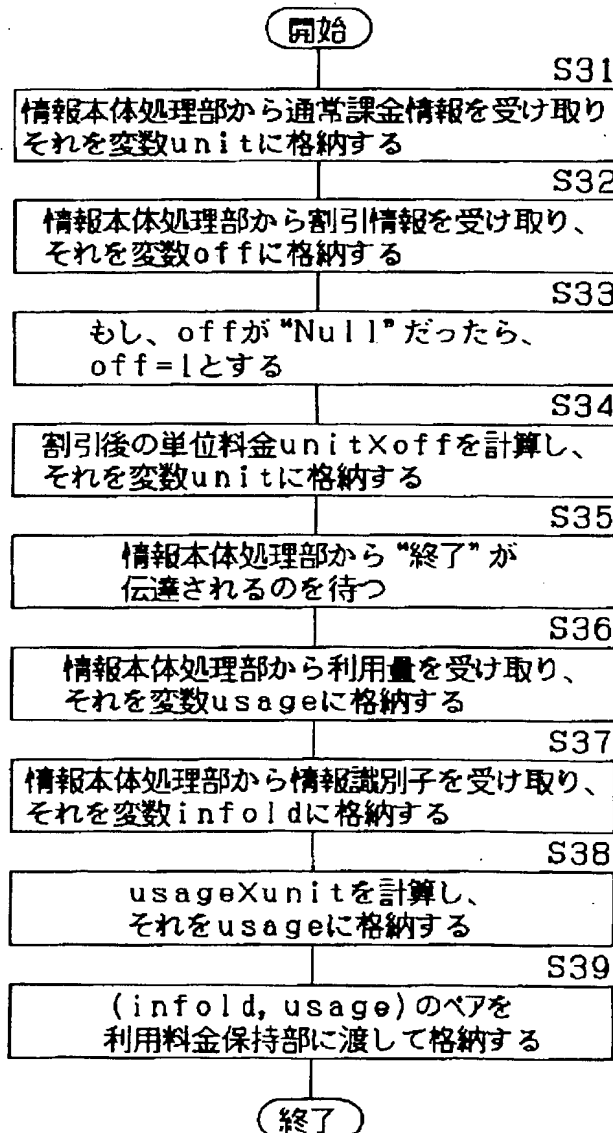 開始
S31
情報本体処理部から通常課金情報を受け取り
それを変数unitに格納する
S32
情報本体処理部から割引情報を受け取り、
それを変数offに格納する
S33
もし、offが"Null"だったら、
off=1とする
S34
割引後の単位料金unit×offを計算し、
それを変数unitに格納する
S35
情報本体処理部から"終了"が
伝達されるのを待つ
S36
情報本体処理部から利用量を受け取り、
それを変数usageに格納する
S37
情報本体処理部から情報識別子を受け取り、
それを変数infoIdに格納する
S38
usage×unitを計算し、
それをusageに格納する
S39
(infoId, usage)のペアを
利用料金保持部に渡して格納する
終了